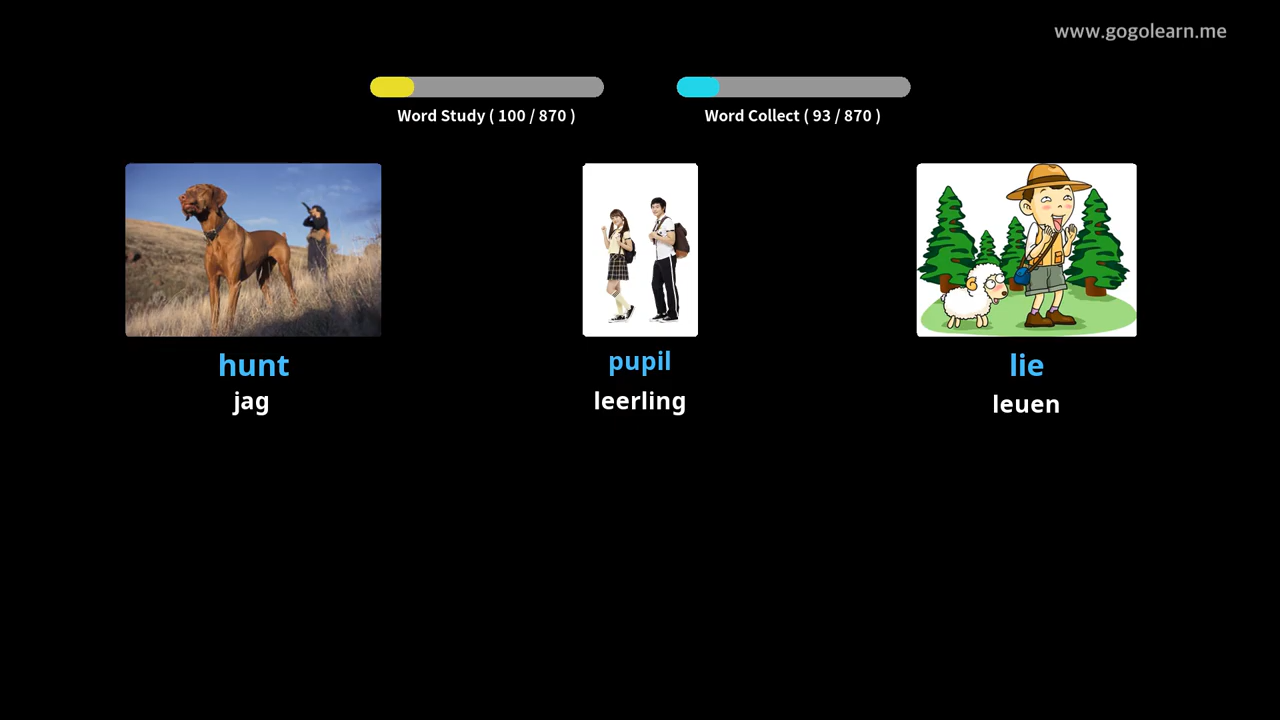 www.gogolearn.me
Word Study ( 100 / 870 )
Word Collect ( 93 / 870 )
hunt
jag
pupil
leerling
lie
leuen